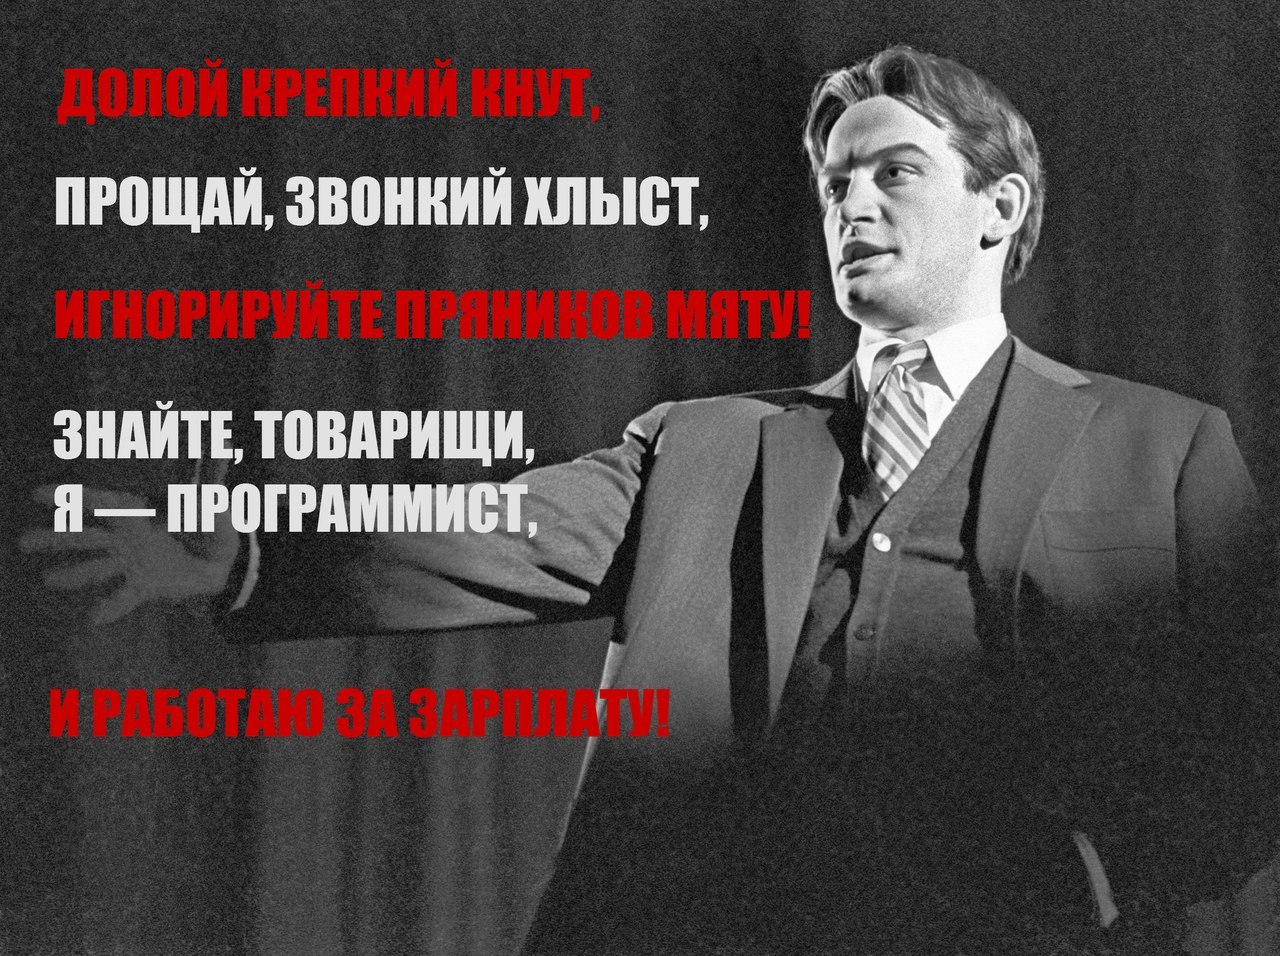 ДОЛОЙ КРЕПКИЙ КНУТ,
ПРОЩАЙ, ЗВОНКИЙ ХЛЫСТ,
ИГНОРИРУЙТЕ ПРЯНИКОВ МЯТУ!
ЗНАЙТЕ, ТОВАРИЩИ,
Я — ПРОГРАММИСТ,
И РАБОТАЮ ЗА ЗАРПЛАТУ!